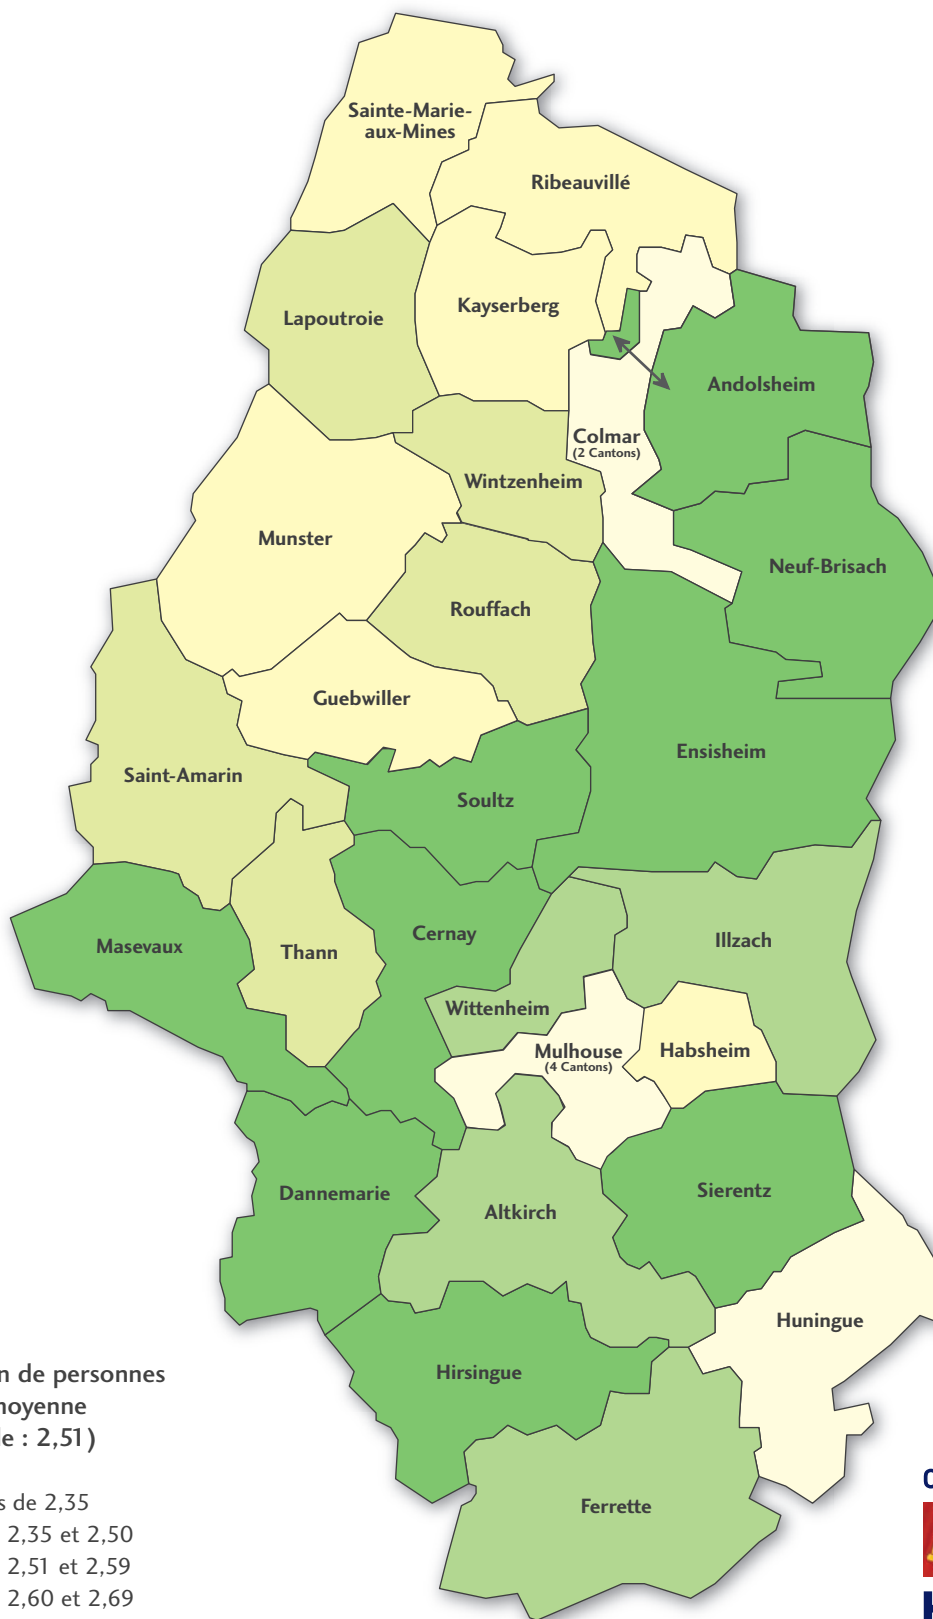 Sainte-Marie-
aux-Mines
Ribeauvillé
Lapoutroie
Kayserberg
Andolsheim
Colmar
(2 Cantons)
Wintzenheim
Munster
Neuf-Brisach
Rouffach
Guebwiller
Ensisheim
Saint-Amarin
Soultz
Cernay
Illzach
Masevaux
Thann
Wittenheim
Mulhouse
(4 Cantons)
Habsheim
Dannemarie
Sierentz
Altkirch
Huningue
Hirsingue
Ferrette
n de personnes
moyenne
le : 2,51)
s de 2,35
2,35 et 2,50
2,51 et 2,59
2,60 et 2,69